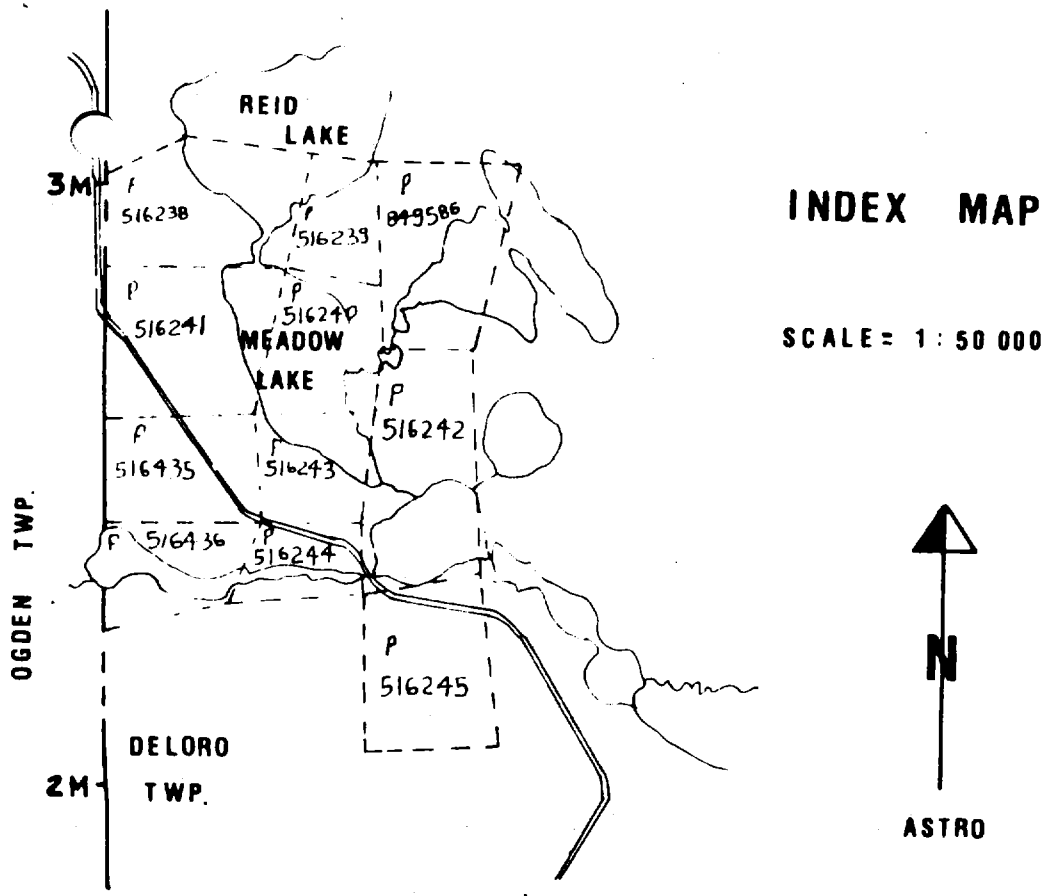 REID
LAKE
3M
P
516238
P
516239
P
849586
INDEX MAP
P
516241
P
516240
MEADOW
LAKE
SCALE = 1 : 50 000
P
516242
P
516435
P
516243
P 516436
P
516244
OGDEN TWP.
P
516245
N
DELORO
TWP.
2M
ASTRO